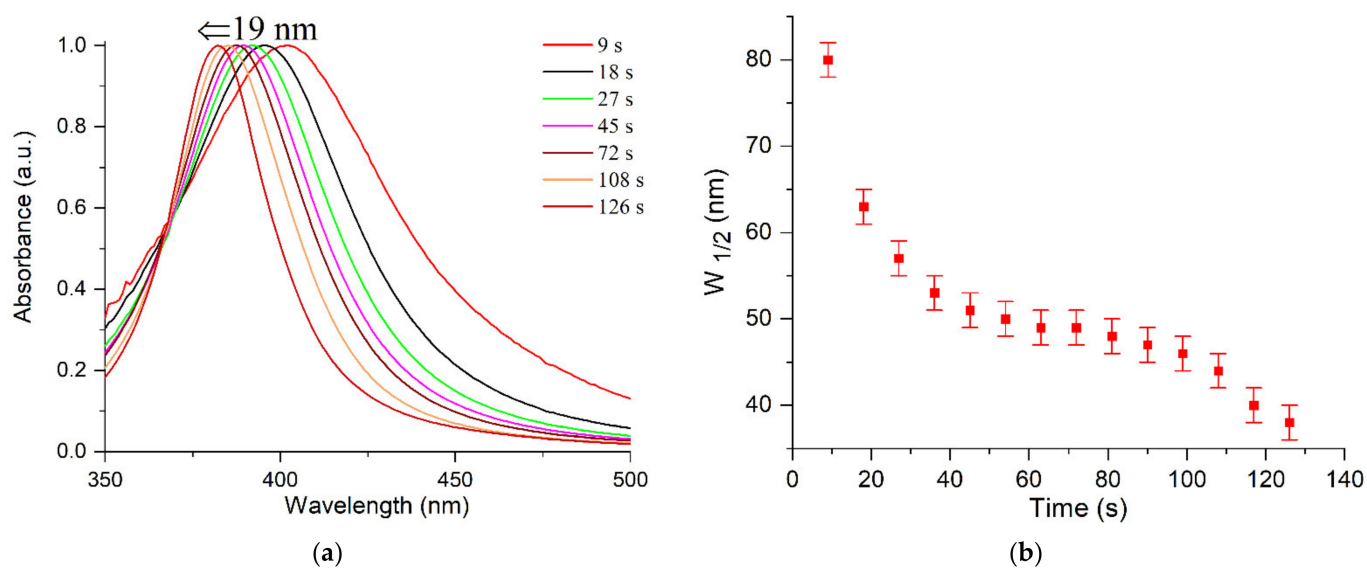 ⇐19 nm
1.0
0.8
0.6
0.4
0.2
0.0
Absorbance (a.u.)
350
400
450
500
Wavelength (nm)
9 s
18 s
27 s
45 s
72 s
108 s
126 s
(a)
80
70
60
50
40
W 1/2 (nm)
0
20
40
60
80
100
120
140
Time (s)
(b)